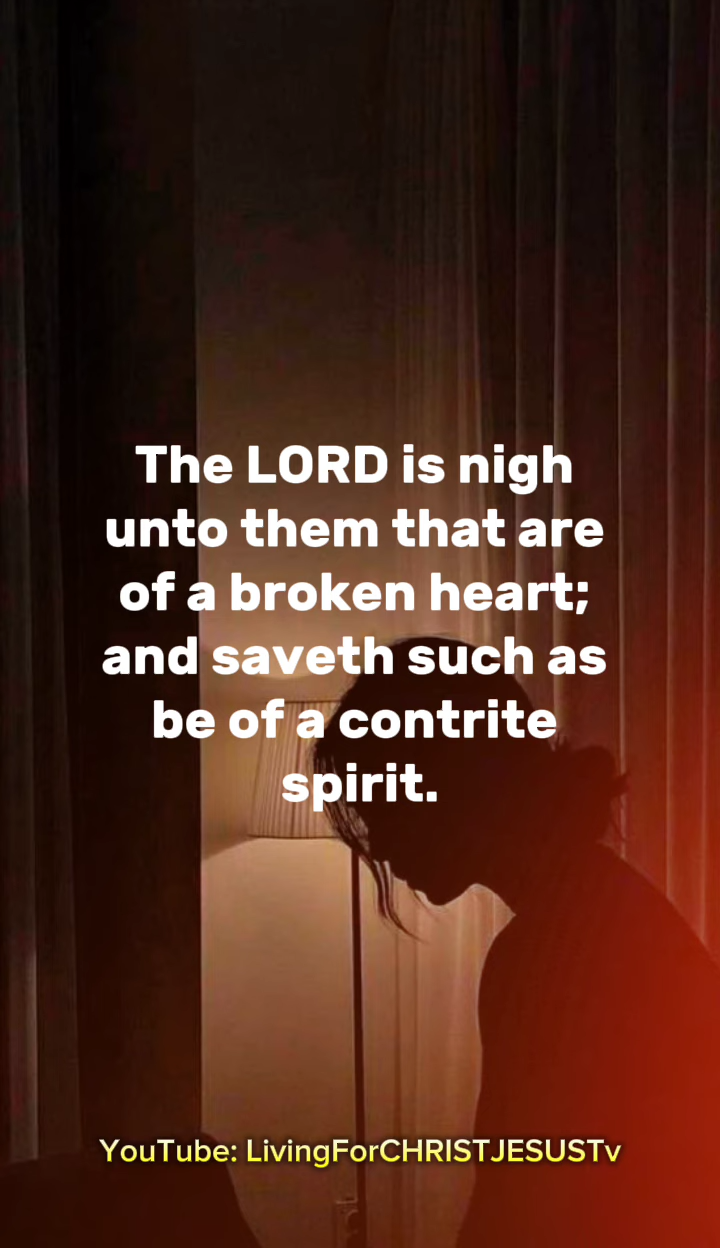 The LORD is nigh
unto them that are
of a broken heart;
and saveth such as
be of a contrite
spirit.
YouTube: LivingForCHRISTJESUSTv